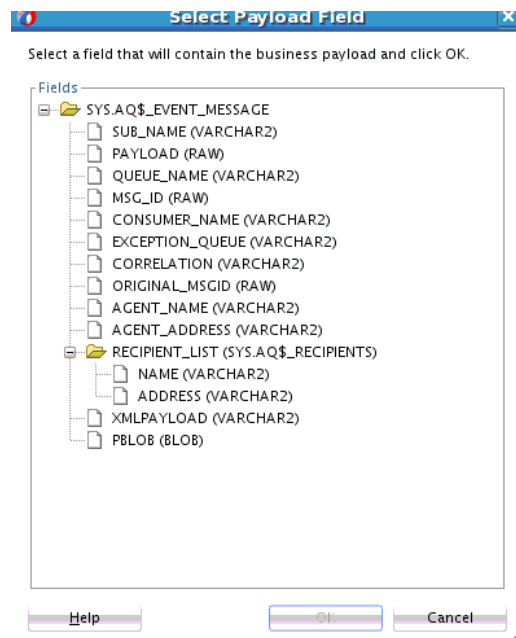 Select Payload Field
Select a field that will contain the business payload and click OK.
Fields
SYS.AQ$_EVENT_MESSAGE
SUB_NAME (VARCHAR2)
PAYLOAD (RAW)
QUEUE_NAME (VARCHAR2)
MSG_ID (RAW)
CONSUMER_NAME (VARCHAR2)
EXCEPTION_QUEUE (VARCHAR2)
CORRELATION (VARCHAR2)
ORIGINAL_MSGID (RAW)
AGENT_NAME (VARCHAR2)
AGENT_ADDRESS (VARCHAR2)
RECIPIENT_LIST (SYS.AQ$_RECIPIENTS)
NAME (VARCHAR2)
ADDRESS (VARCHAR2)
XMLPAYLOAD (VARCHAR2)
PBLOB (BLOB)
Help OK Cancel